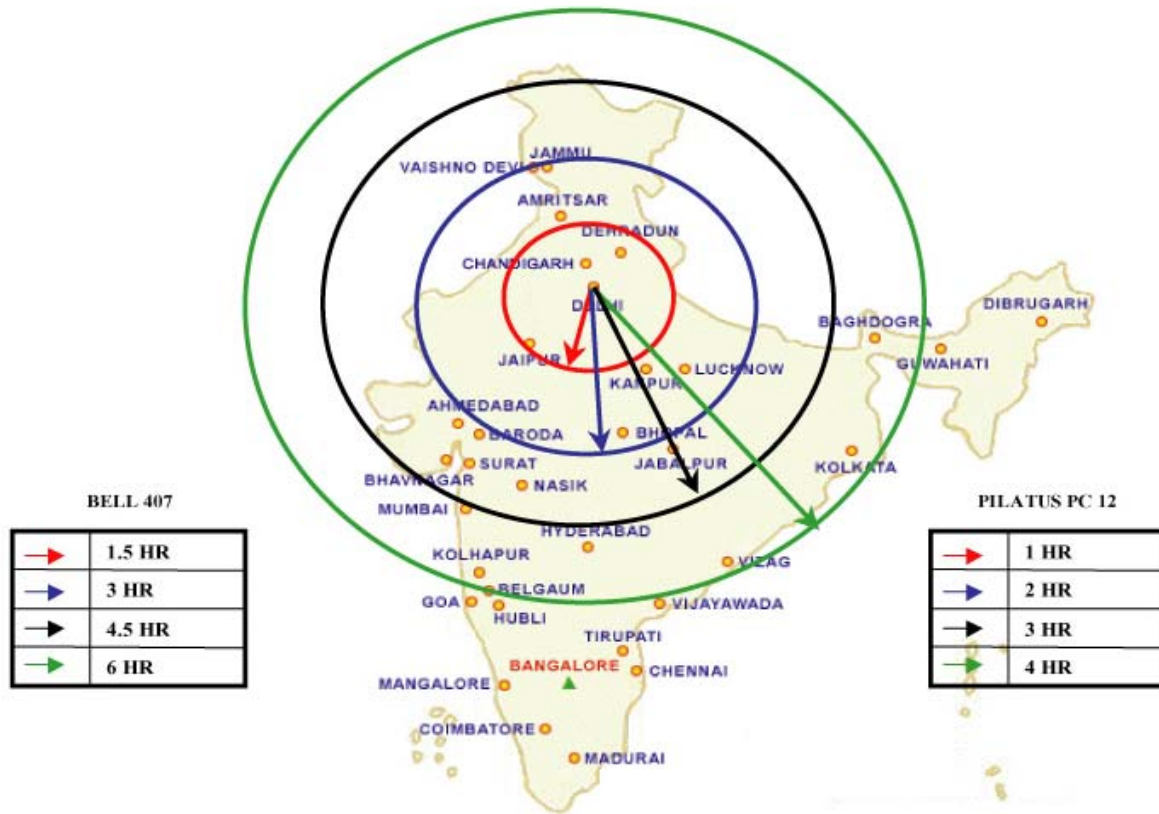 JAMMU
VAISHNO DEVI
AMRITSAR
DEHRADUN
CHANDIGARH
DELHI
DIBRUGARH
BAGHDOGRA
GUWAHATI
JAIPUR
KANPUR
LUCKNOW
AHMEDABAD
BARODA
BHOPAL
JABALPUR
KOLKATA
SURAT
BHAVNAGAR
NASIK
MUMBAI
HYDERABAD
KOLHAPUR
VIZAG
BELGAUM
GOA
HUBLI
VIJAYAWADA
TIRUPATI
BANGALORE
CHENNAI
MANGALORE
COIMBATORE
MADURAI
BELL 407
1.5 HR
3 HR
4.5 HR
6 HR
PILATUS PC 12
1 HR
2 HR
3 HR
4 HR